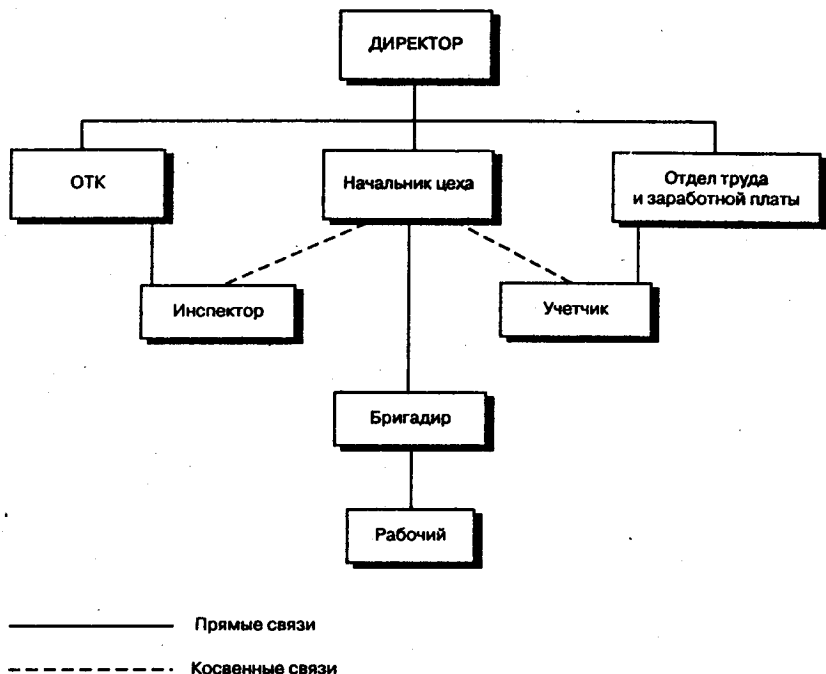 ДИРЕКТОР
ОТК
Начальник цеха
Отдел труда
и заработной платы
Инспектор
Учетчик
Бригадир
Рабочий
Прямые связи
Косвенные связи